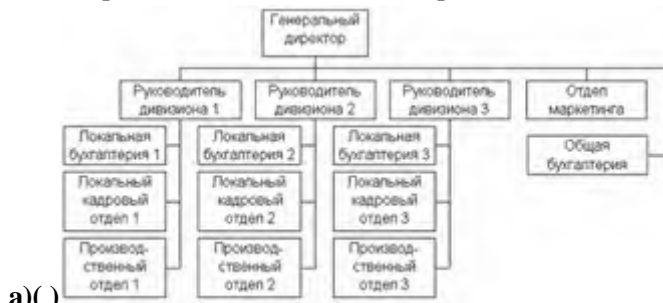 Генеральный
директор
Руководитель
дивизиона 1
Руководитель
дивизиона 2
Руководитель
дивизиона 3
Отдел
маркетинга
Локальная
бухгалтерия 1
Локальная
бухгалтерия 2
Локальная
бухгалтерия 3
Общая
бухгалтерия
Локальный
кадровый
отдел 1
Локальный
кадровый
отдел 2
Локальный
кадровый
отдел 3
Производ-
ственный
отдел 1
Производ-
ственный
отдел 2
Производ-
ственный
отдел 3
а)( )